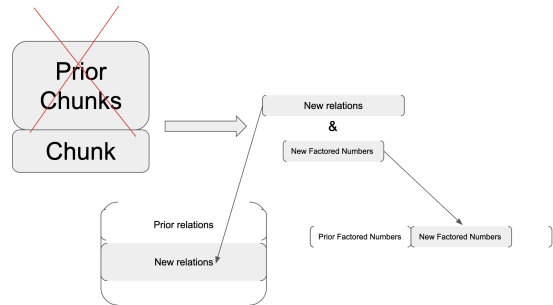 Prior
Chunks
Chunk
New relations
&
New Factored Numbers
Prior relations
New relations
Prior Factored Numbers
New Factored Numbers